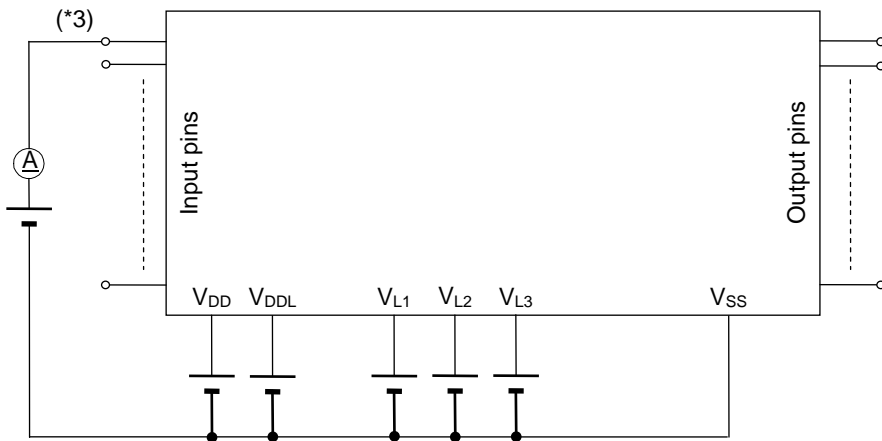 (*3)
A
Input pins
Output pins
VDD VDDL VL1 VL2 VL3 VSS